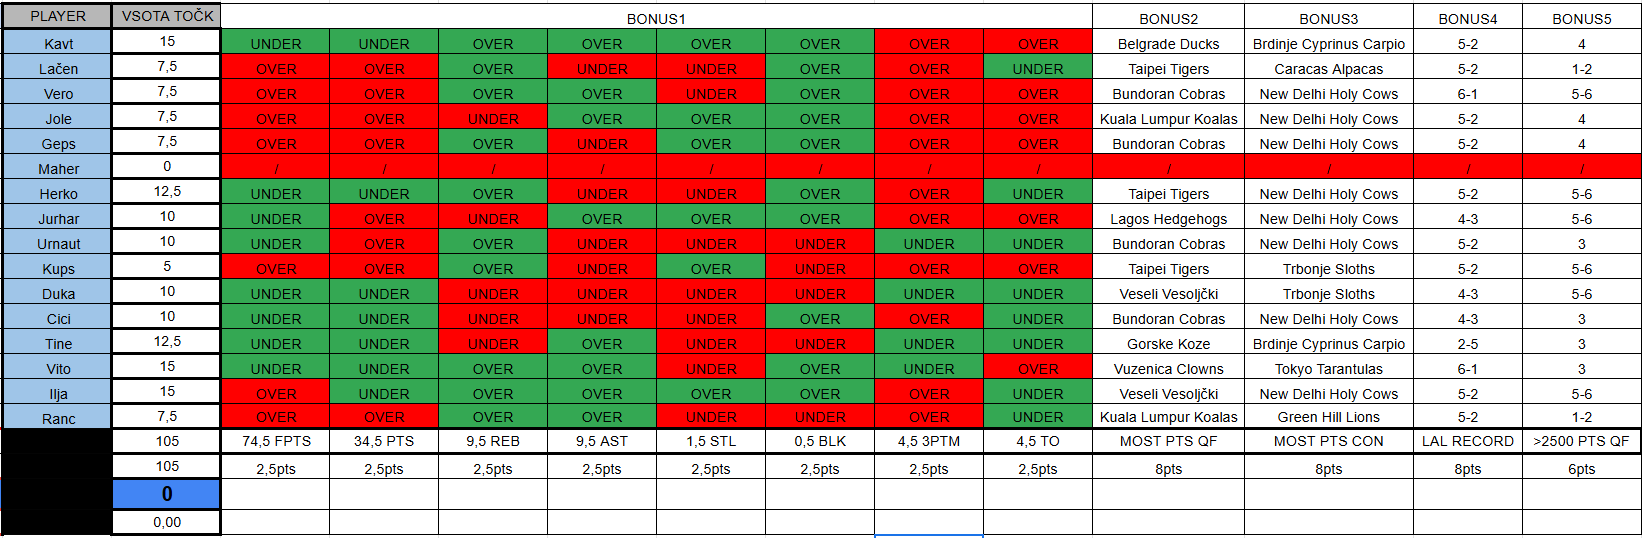 PLAYER VSOTA TOČK BONUS1 BONUS2 BONUS3 BONUS4 BONUS5
Kavt 15 UNDER UNDER OVER OVER OVER OVER OVER OVER Belgrade Ducks Brdinje Cyprinus Carpio 5-2 4
Lačen 7,5 OVER OVER OVER UNDER UNDER OVER OVER UNDER Taipei Tigers Caracas Alpacas 5-2 1-2
Vero 7,5 OVER OVER OVER OVER UNDER OVER OVER OVER Bundoran Cobras New Delhi Holy Cows 6-1 5-6
Jole 7,5 OVER OVER UNDER OVER OVER OVER OVER OVER Kuala Lumpur Koalas New Delhi Holy Cows 5-2 4
Geps 7,5 OVER OVER OVER UNDER OVER OVER OVER OVER Bundoran Cobras New Delhi Holy Cows 5-2 4
Maher 0 / / / / / / / / / / / /
Herko 12,5 UNDER UNDER OVER UNDER UNDER OVER OVER UNDER Taipei Tigers New Delhi Holy Cows 5-2 5-6
Jurhar 10 UNDER OVER UNDER OVER OVER OVER OVER OVER Lagos Hedgehogs New Delhi Holy Cows 4-3 5-6
Urnaut 10 UNDER OVER OVER UNDER UNDER UNDER UNDER UNDER Bundoran Cobras New Delhi Holy Cows 5-2 3
Kups 5 OVER OVER OVER UNDER OVER UNDER OVER OVER Taipei Tigers Trbonje Sloths 5-2 5-6
Duka 10 UNDER UNDER UNDER UNDER UNDER UNDER UNDER UNDER Veseli Vesoljčki Trbonje Sloths 4-3 5-6
Cici 10 UNDER UNDER UNDER UNDER UNDER OVER OVER UNDER Bundoran Cobras New Delhi Holy Cows 4-3 3
Tine 12,5 UNDER UNDER UNDER OVER UNDER UNDER UNDER UNDER Gorske Koze Brdinje Cyprinus Carpio 2-5 3
Vito 15 UNDER UNDER OVER OVER UNDER OVER UNDER OVER Vuzenica Clowns Tokyo Tarantulas 6-1 3
Ilja 15 OVER UNDER OVER OVER OVER OVER OVER UNDER Veseli Vesoljčki New Delhi Holy Cows 5-2 5-6
Ranc 7,5 OVER OVER OVER OVER UNDER UNDER OVER UNDER Kuala Lumpur Koalas Green Hill Lions 5-2 1-2
105 74,5 FPTS 34,5 PTS 9,5 REB 9,5 AST 1,5 STL 0,5 BLK 4,5 3PTM 4,5 TO MOST PTS QF MOST PTS CON LAL RECORD >2500 PTS QF
105 2,5pts 2,5pts 2,5pts 2,5pts 2,5pts 2,5pts 2,5pts 2,5pts 8pts 8pts 8pts 6pts
0
0,00